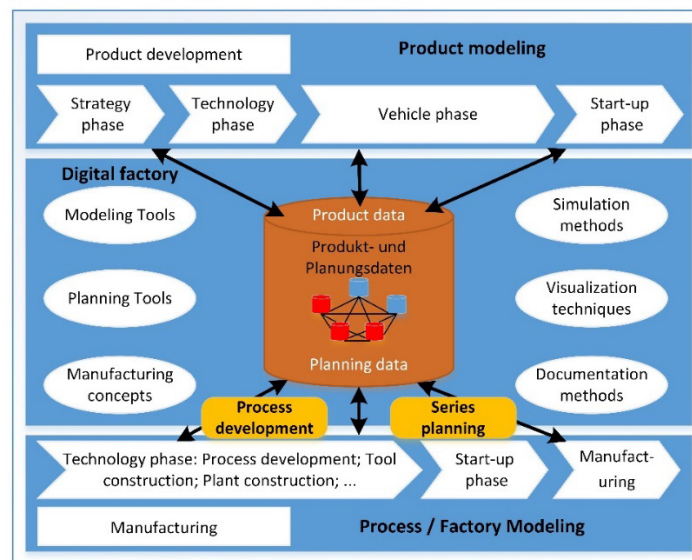 Product development
Product modeling
Strategy
phase
Technology
phase
Vehicle phase
Start-up
phase
Digital factory
Modeling Tools
Planning Tools
Manufacturing
concepts
Product data
Produkt- und
Planungsdaten
Planning data
Simulation
methods
Visualization
techniques
Documentation
methods
Process
development
Series
planning
Technology phase: Process development; Tool
construction; Plant construction; ...
Start-up
phase
Manufact-
uring
Manufacturing
Process / Factory Modeling